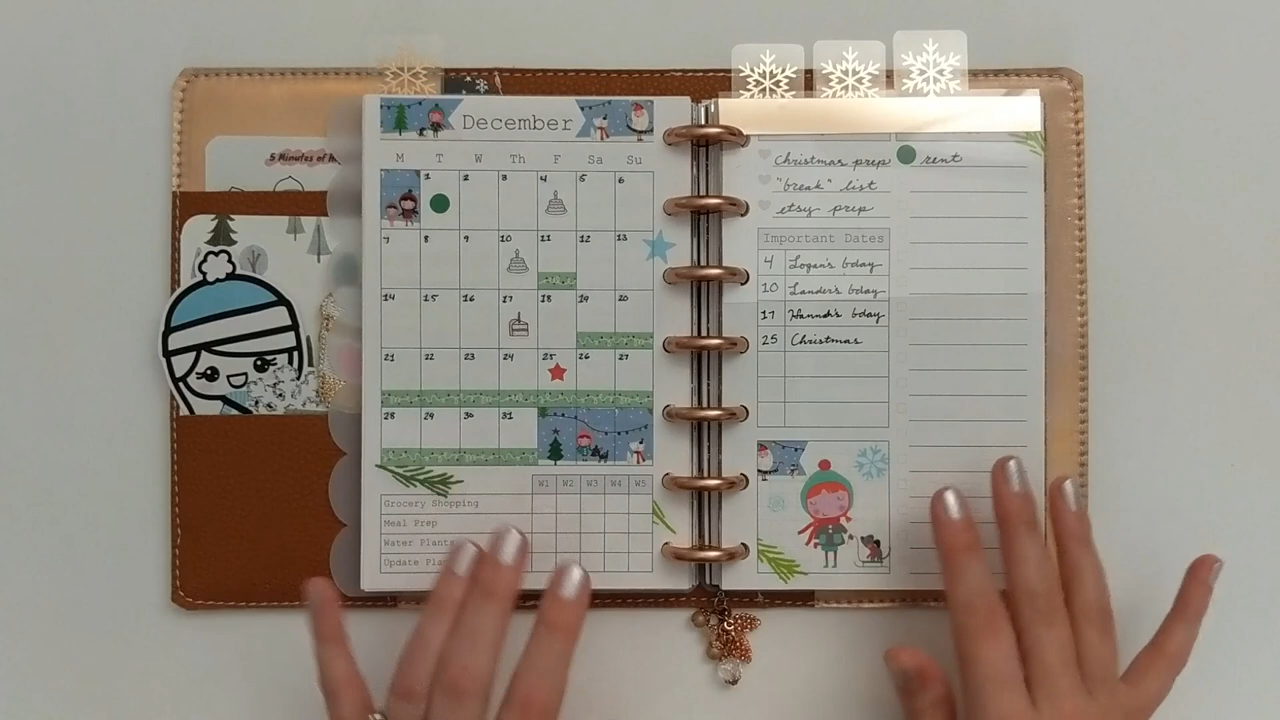 5 Minutes of
December
M T W Th F Sa Su
1 2 3 4 5 6
7 8 9 10 11 12 13
14 15 16 17 18 19 20
21 22 23 24 25 26 27
28 29 30 31
W1 W2 W3 W4 W5
Grocery Shopping
Meal Prep
Water Plants
Update
Christmas prep
"break" list
etsy prep
Important Dates
4 Logan's bday
10 Lander's bday
17 Hannah's bday
25 Christmas
rent